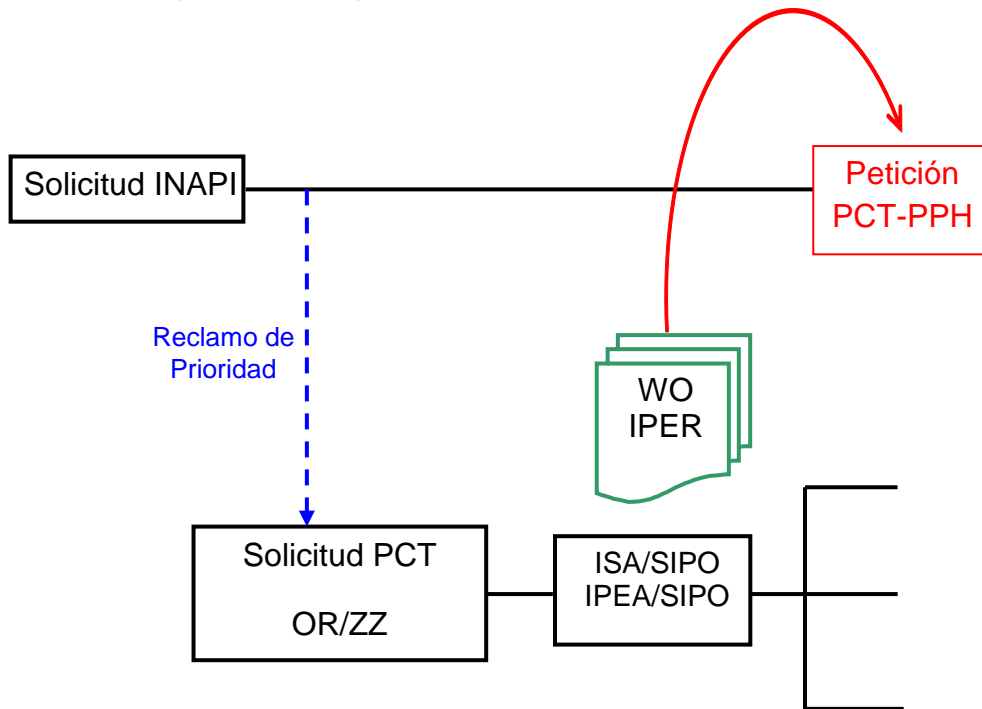 Solicitud INAPI
Petición
PCT-PPH
Reclamo de
Prioridad
WO
IPER
Solicitud PCT
OR/ZZ
ISA/SIPO
IPEA/SIPO